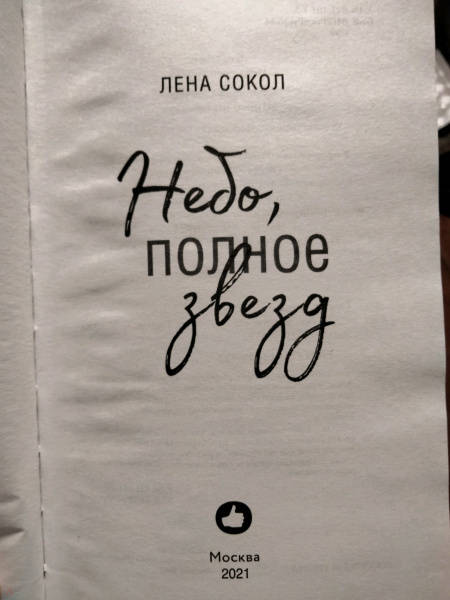 ЛЕНА СОКОЛ
Небо,
ПОЛНОЕ
звезд
Москва
2021